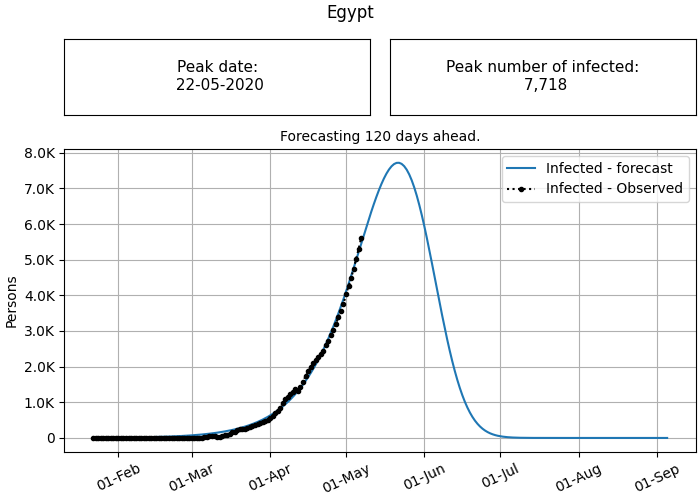 Egypt
Peak date:
22-05-2020
Peak number of infected:
7,718
Forecasting 120 days ahead.
8.0K
7.0K
6.0K
5.0K
4.0K
3.0K
2.0K
1.0K
0
Persons
Infected - forecast
Infected - Observed
01-Feb
01-Mar
01-Apr
01-May
01-Jun
01-Jul
01-Aug
01-Sep